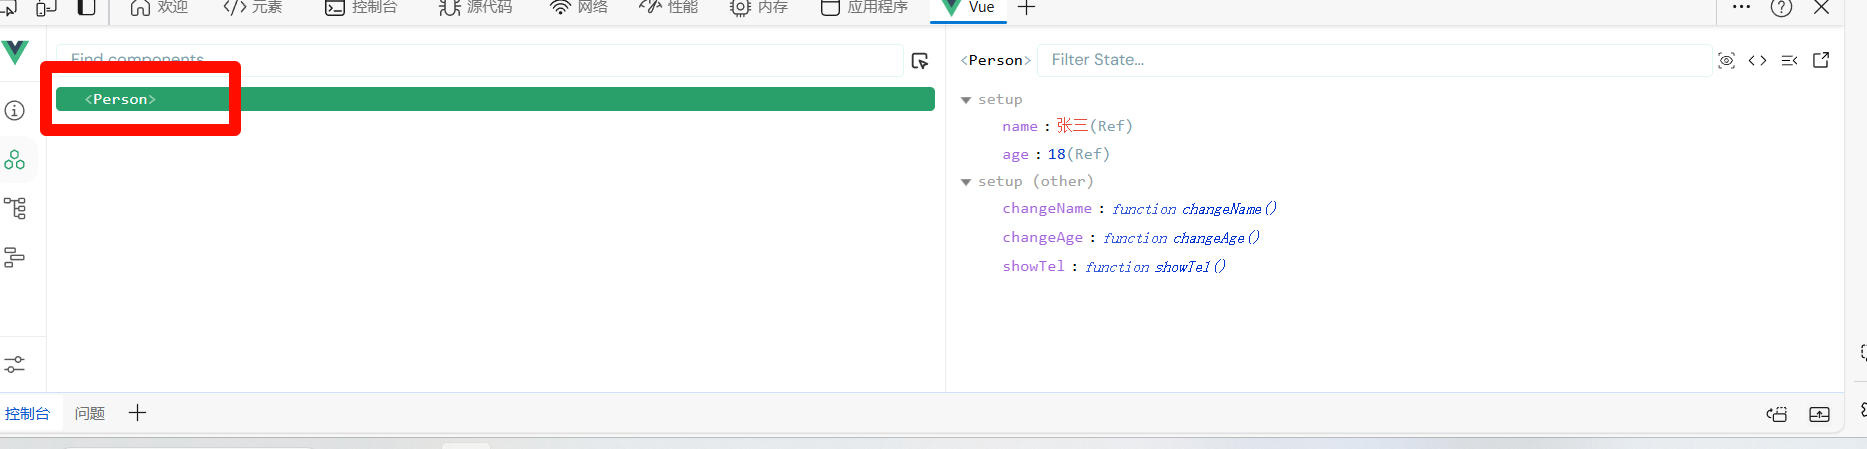 欢迎 元素 控制台 源代码 网络 性能 内存 应用程序 Vue
Find components
<Person> Filter State...
<Person>
setup
name : 张三(Ref)
age : 18(Ref)
setup (other)
changeName : function changeName()
changeAge : function changeAge()
showTel : function showTel()
控制台 问题